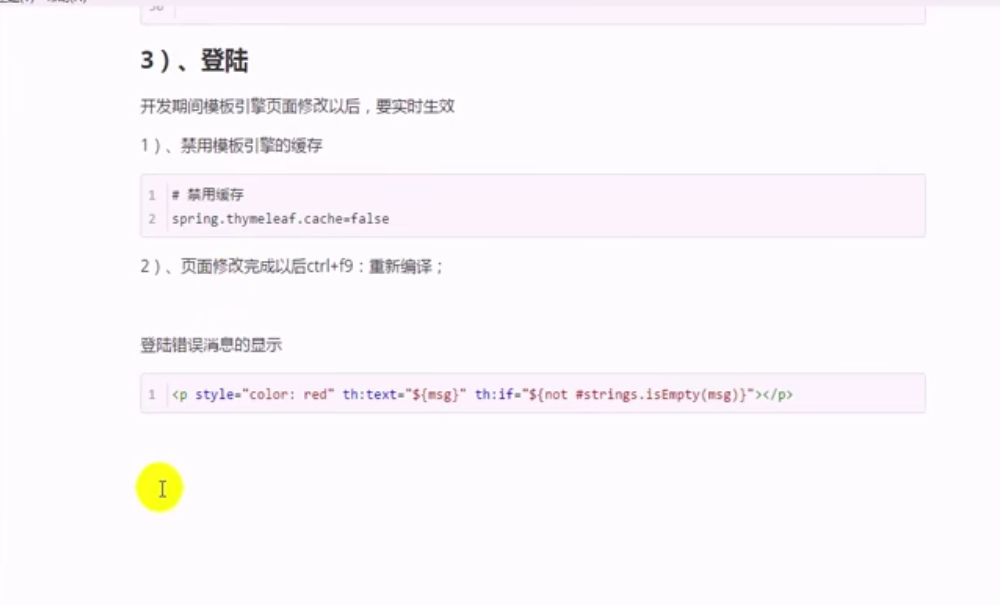 3）、登陆
开发期间模板引擎页面修改以后，要实时生效
1）、禁用模板引擎的缓存
1 # 禁用缓存
2 spring.thymeleaf.cache=false
2）、页面修改完成以后ctrl+f9：重新编译；
登陆错误消息的显示
1 <p style="color: red" th:text="${msg}" th:if="${not #strings.isEmpty(msg)}"></p>